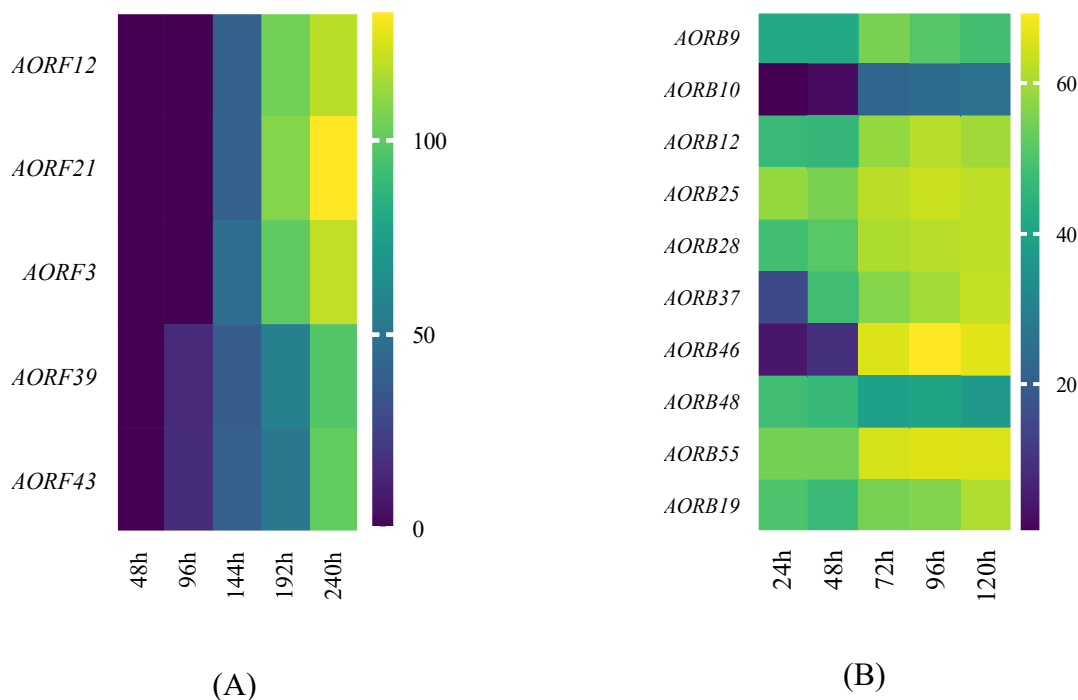 AORF12
AORF21
AORF3
AORF39
AORF43
100
50
0
48h
96h
144h
192h
240h
(A)
AORB9
AORB10
AORB12
AORB25
AORB28
AORB37
AORB46
AORB48
AORB55
AORB19
60
40
20
24h
48h
72h
96h
120h
(B)